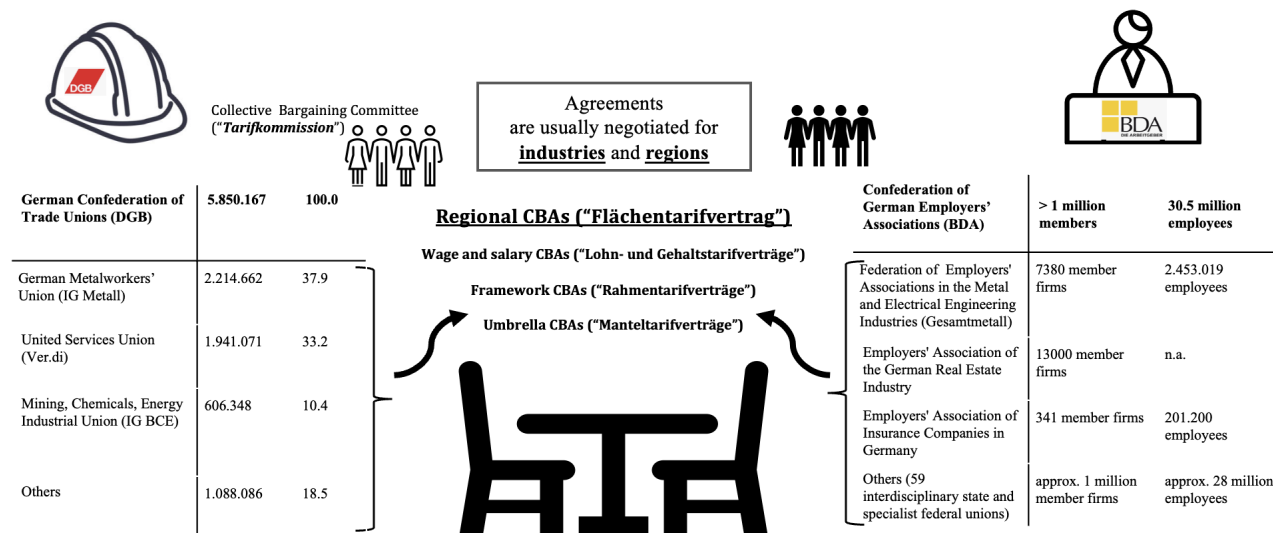 DGB
Collective Bargaining Committee
(“Tarifkommission”)
Agreements
are usually negotiated for
industries and regions
BDA
DIE ARBEITGEBER
German Confederation of
Trade Unions (DGB)
5.850.167
100.0
German Metalworkers’
Union (IG Metall)
2.214.662
37.9
United Services Union
(Ver.di)
1.941.071
33.2
Mining, Chemicals, Energy
Industrial Union (IG BCE)
606.348
10.4
Others
1.088.086
18.5
Regional CBAs (“Flächentarifvertrag”)
Wage and salary CBAs (“Lohn- und Gehaltstarifverträge”)
Framework CBAs (“Rahmentarifverträge”)
Umbrella CBAs (“Manteltarifverträge”)
Confederation of
German Employers’
Associations (BDA)
> 1 million
members
30.5 million
employees
Federation of Employers'
Associations in the Metal
and Electrical Engineering
Industries (Gesamtmetall)
7380 member
firms
2.453.019
employees
Employers' Association of
the German Real Estate
Industry
13000 member
firms
n.a.
Employers' Association of
Insurance Companies in
Germany
341 member firms
201.200
employees
Others (59
interdisciplinary state and
specialist federal unions)
approx. 1 million
member firms
approx. 28 million
employees